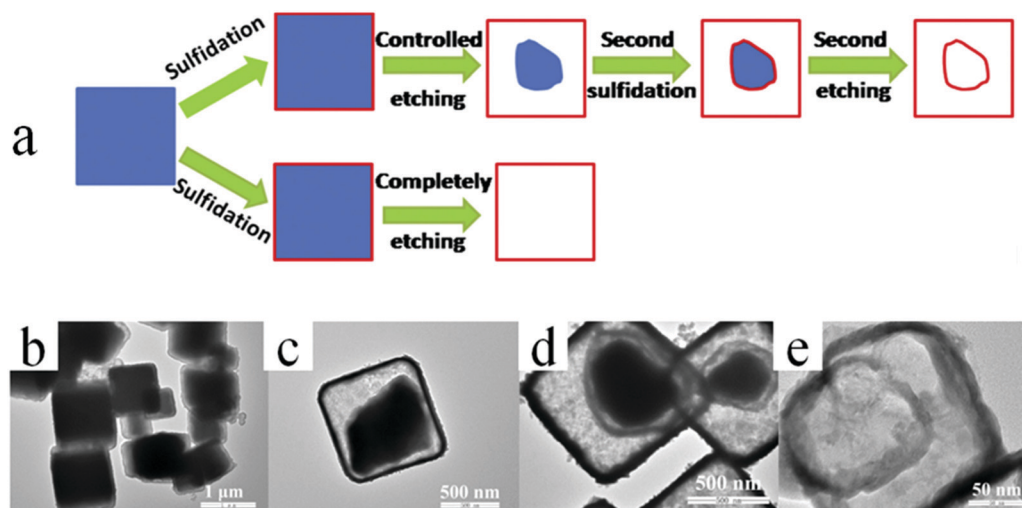 a
Sulfidation
Controlled
etching
Second
sulfidation
Second
etching
Sulfidation
Completely
etching
b
1 μm
c
500 nm
d
500 nm
e
50 nm